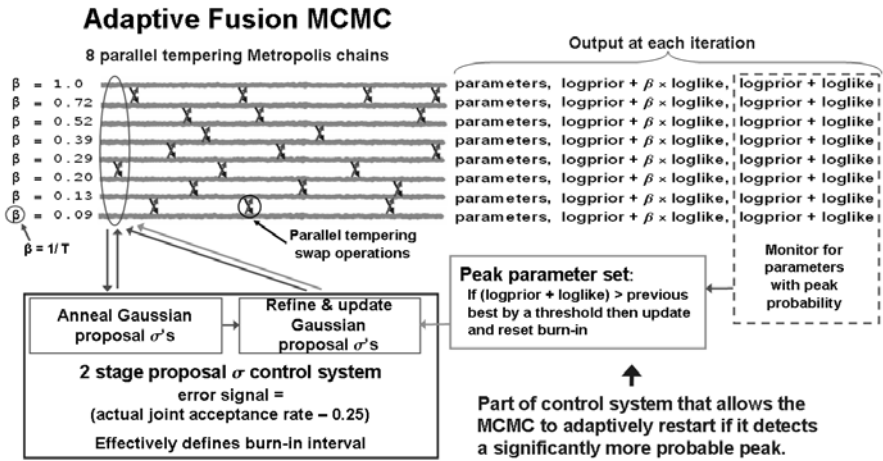 Adaptive Fusion MCMC
8 parallel tempering Metropolis chains
Output at each iteration
β = 1.0
β = 0.72
β = 0.52
β = 0.39
β = 0.29
β = 0.20
β = 0.13
β = 0.09
parameters, logprior + β × loglike, logprior + loglike
parameters, logprior + β × loglike, logprior + loglike
parameters, logprior + β × loglike, logprior + loglike
parameters, logprior + β × loglike, logprior + loglike
parameters, logprior + β × loglike, logprior + loglike
parameters, logprior + β × loglike, logprior + loglike
parameters, logprior + β × loglike, logprior + loglike
parameters, logprior + β × loglike, logprior + loglike
β = 1/ T
Parallel tempering
swap operations
Monitor for
parameters
with peak
probability
Peak parameter set:
If (logprior + loglike) > previous
best by a threshold then update
and reset burn-in
Anneal Gaussian
proposal σ's
Refine & update
Gaussian
proposal σ's
2 stage proposal σ control system
error signal =
(actual joint acceptance rate – 0.25)
Effectively defines burn-in interval
Part of control system that allows the
MCMC to adaptively restart if it detects
a significantly more probable peak.